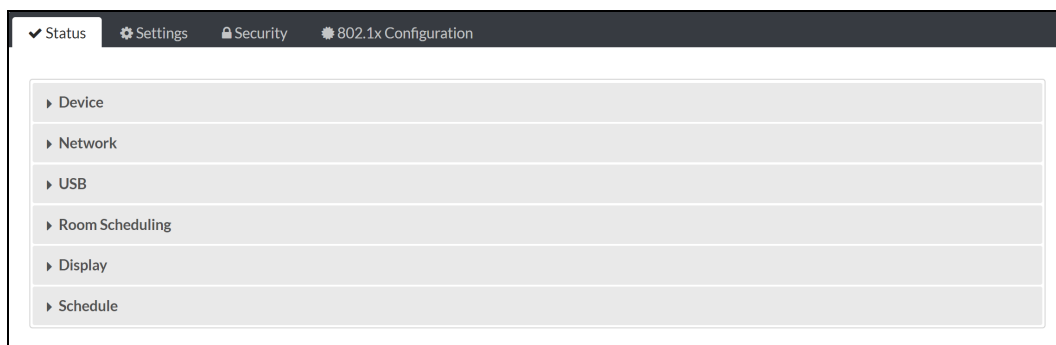 Status Settings Security 802.1x Configuration
Device
Network
USB
Room Scheduling
Display
Schedule